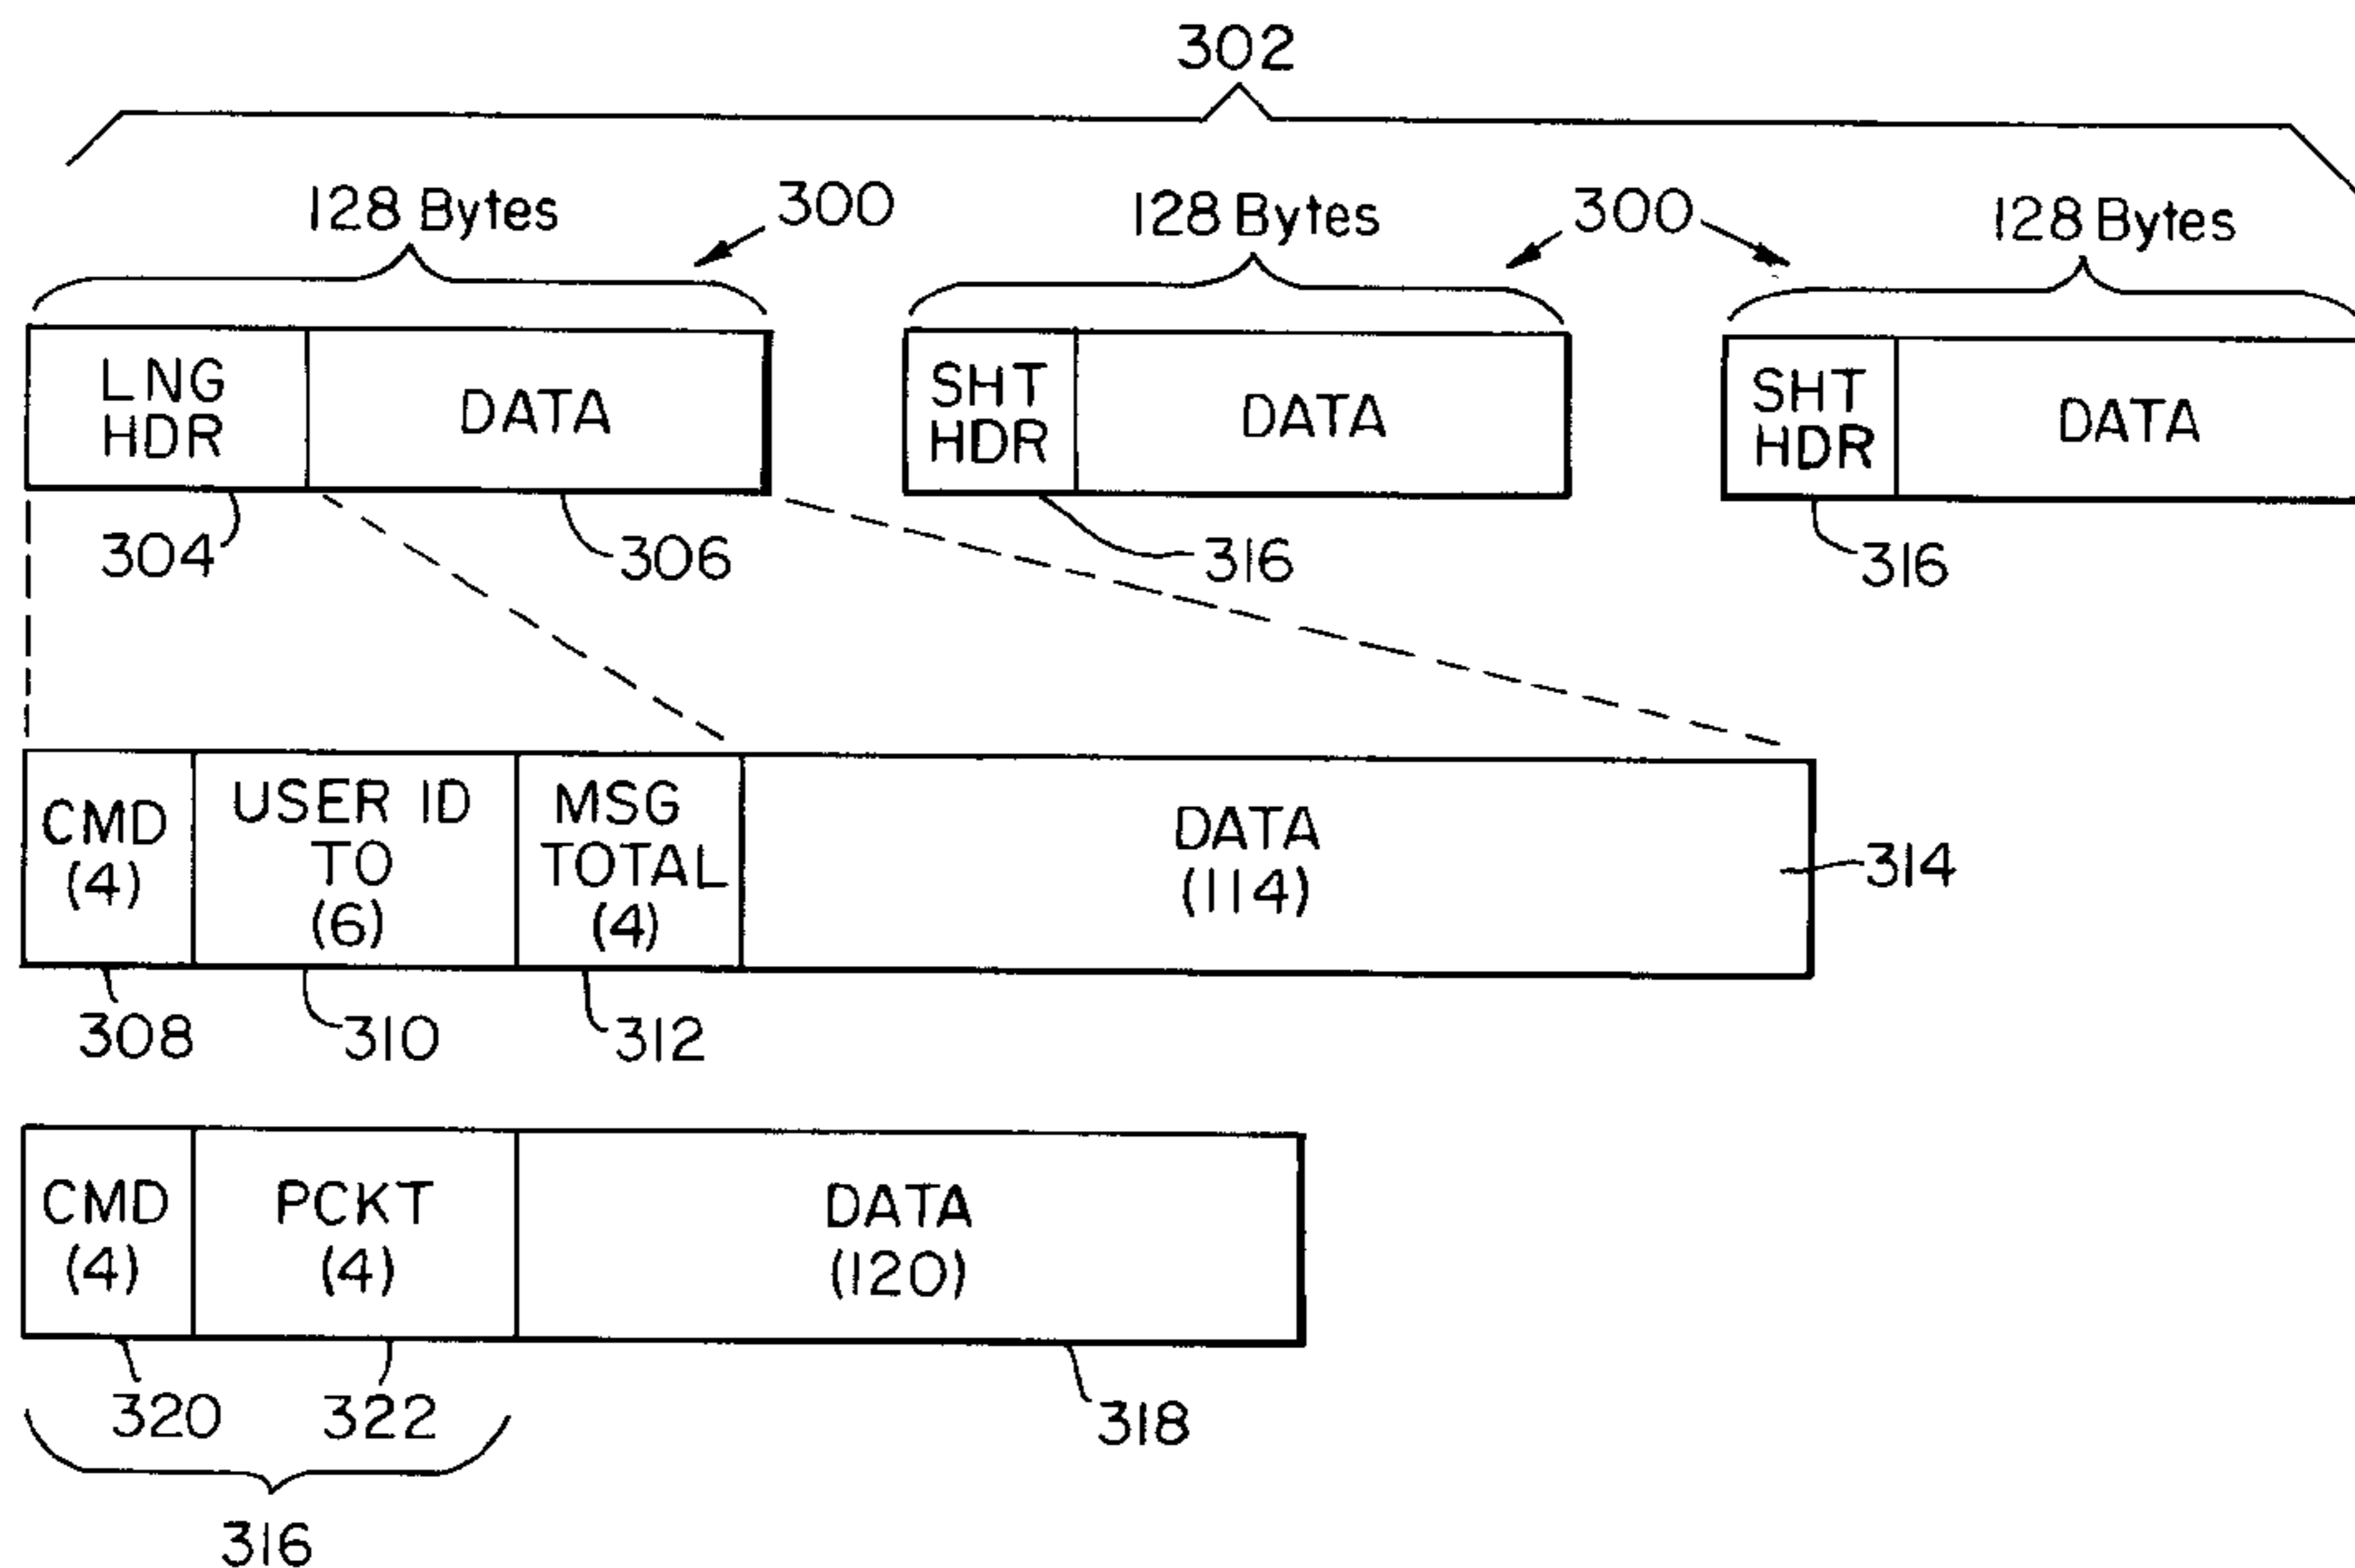 302
128 Bytes
300
128 Bytes
300
128 Bytes
LNG
HDR
DATA
SHT
HDR
DATA
SHT
HDR
DATA
304
306
316
316
CMD
(4)
USER ID
TO
(6)
MSG
TOTAL
(4)
DATA
(114)
314
308
310
312
CMD
(4)
PCKT
(4)
DATA
(120)
320
322
318
316